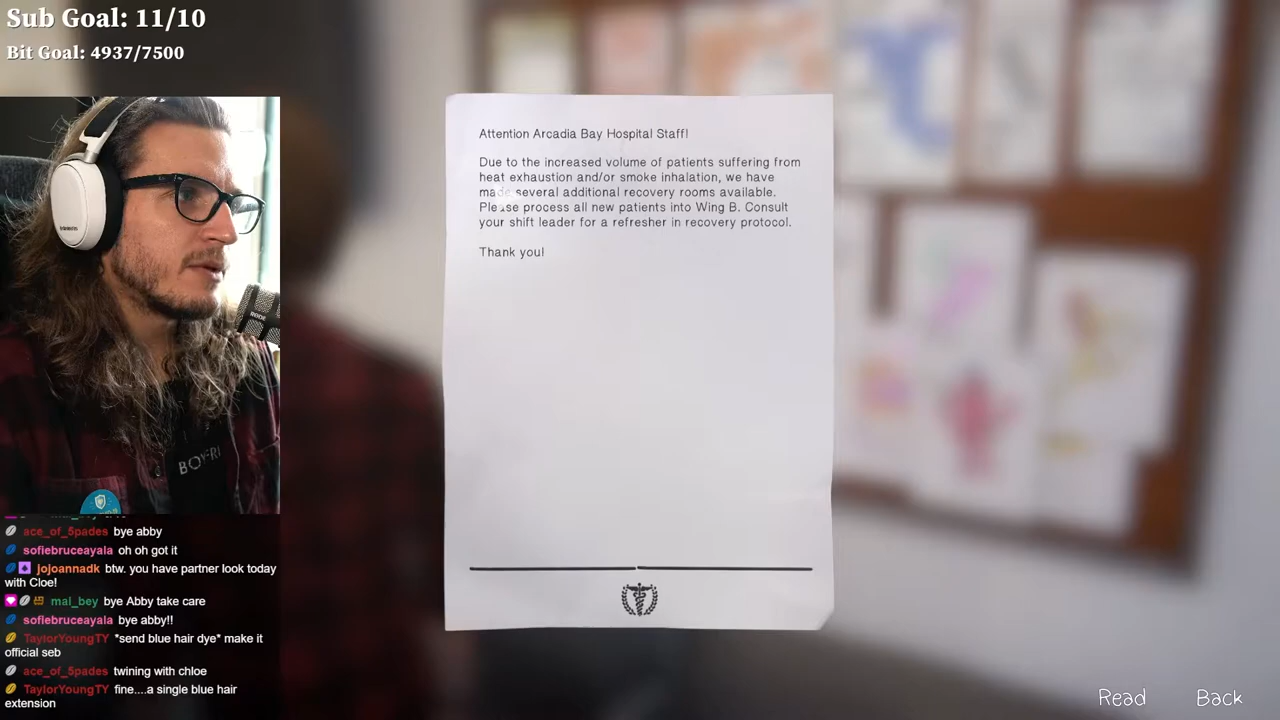 Sub Goal: 11/10
Bit Goal: 4937/7500
Attention Arcadia Bay Hospital Staff!
Due to the increased volume of patients suffering from
heat exhaustion and/or smoke inhalation, we have
made several additional recovery rooms available.
Please process all new patients into Wing B. Consult
your shift leader for a refresher in recovery protocol.
Thank you!
ace_of_5pades bye abby
sofiebruceayala oh oh got it
jojoannadk btw. you have partner look today
with Cloe!
mal_bey bye Abby take care
sofiebruceayala bye abby!!
TaylorYoungTY *send blue hair dye* make it
official seb
ace_of_5pades twining with chloe
TaylorYoungTY fine....a single blue hair
extension
Read Back